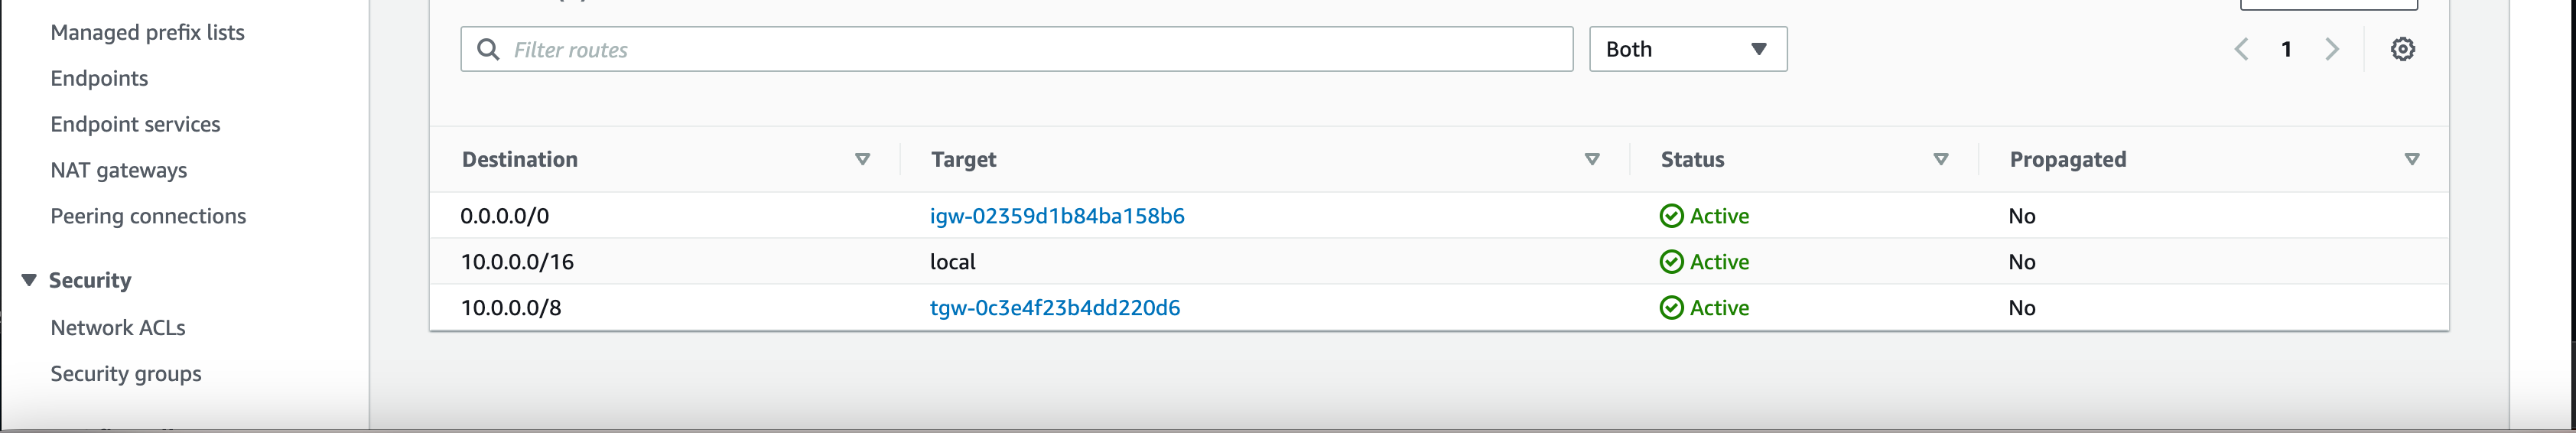 Managed prefix lists
Endpoints
Endpoint services
NAT gateways
Peering connections
Security
Network ACLs
Security groups
Filter routes
Both
1
Destination Target Status Propagated
0.0.0.0/0 igw-02359d1b84ba158b6 Active No
10.0.0.0/16 local Active No
10.0.0.0/8 tgw-0c3e4f23b4dd220d6 Active No